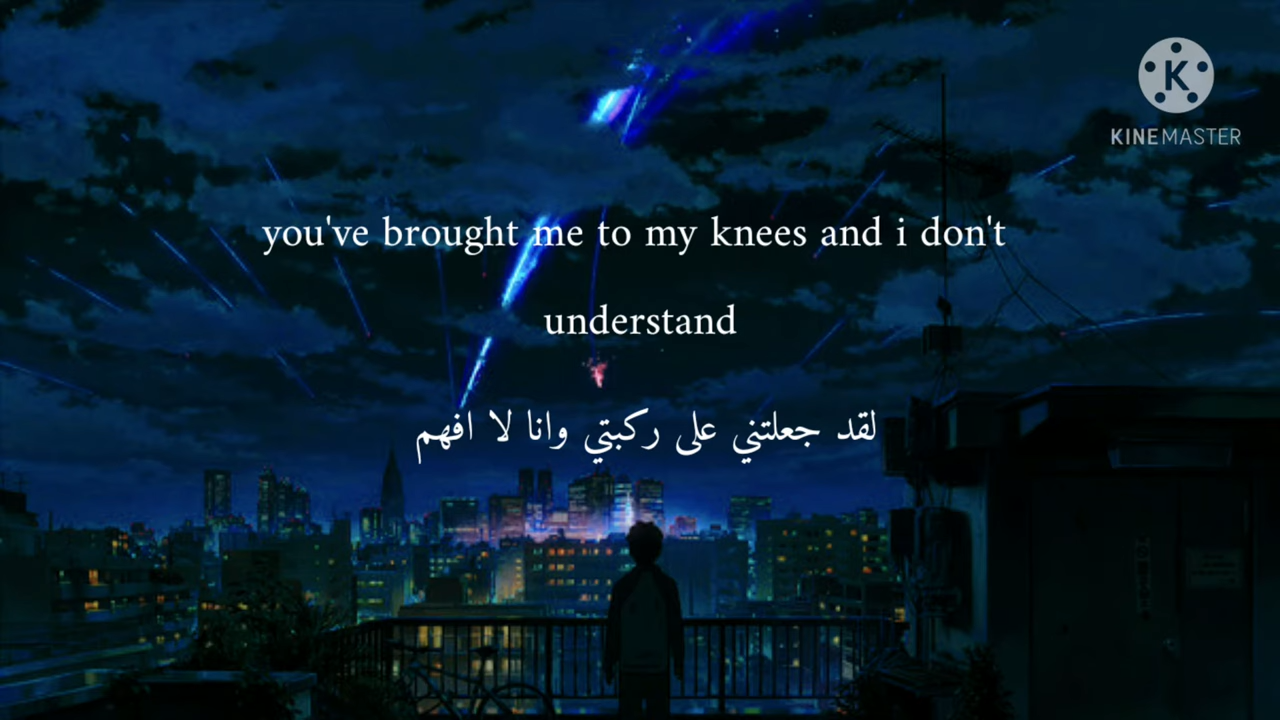 K
KINEMASTER
you've brought me to my knees and i don't
understand
لقد جعلتني على ركبتي وانا لا افهم